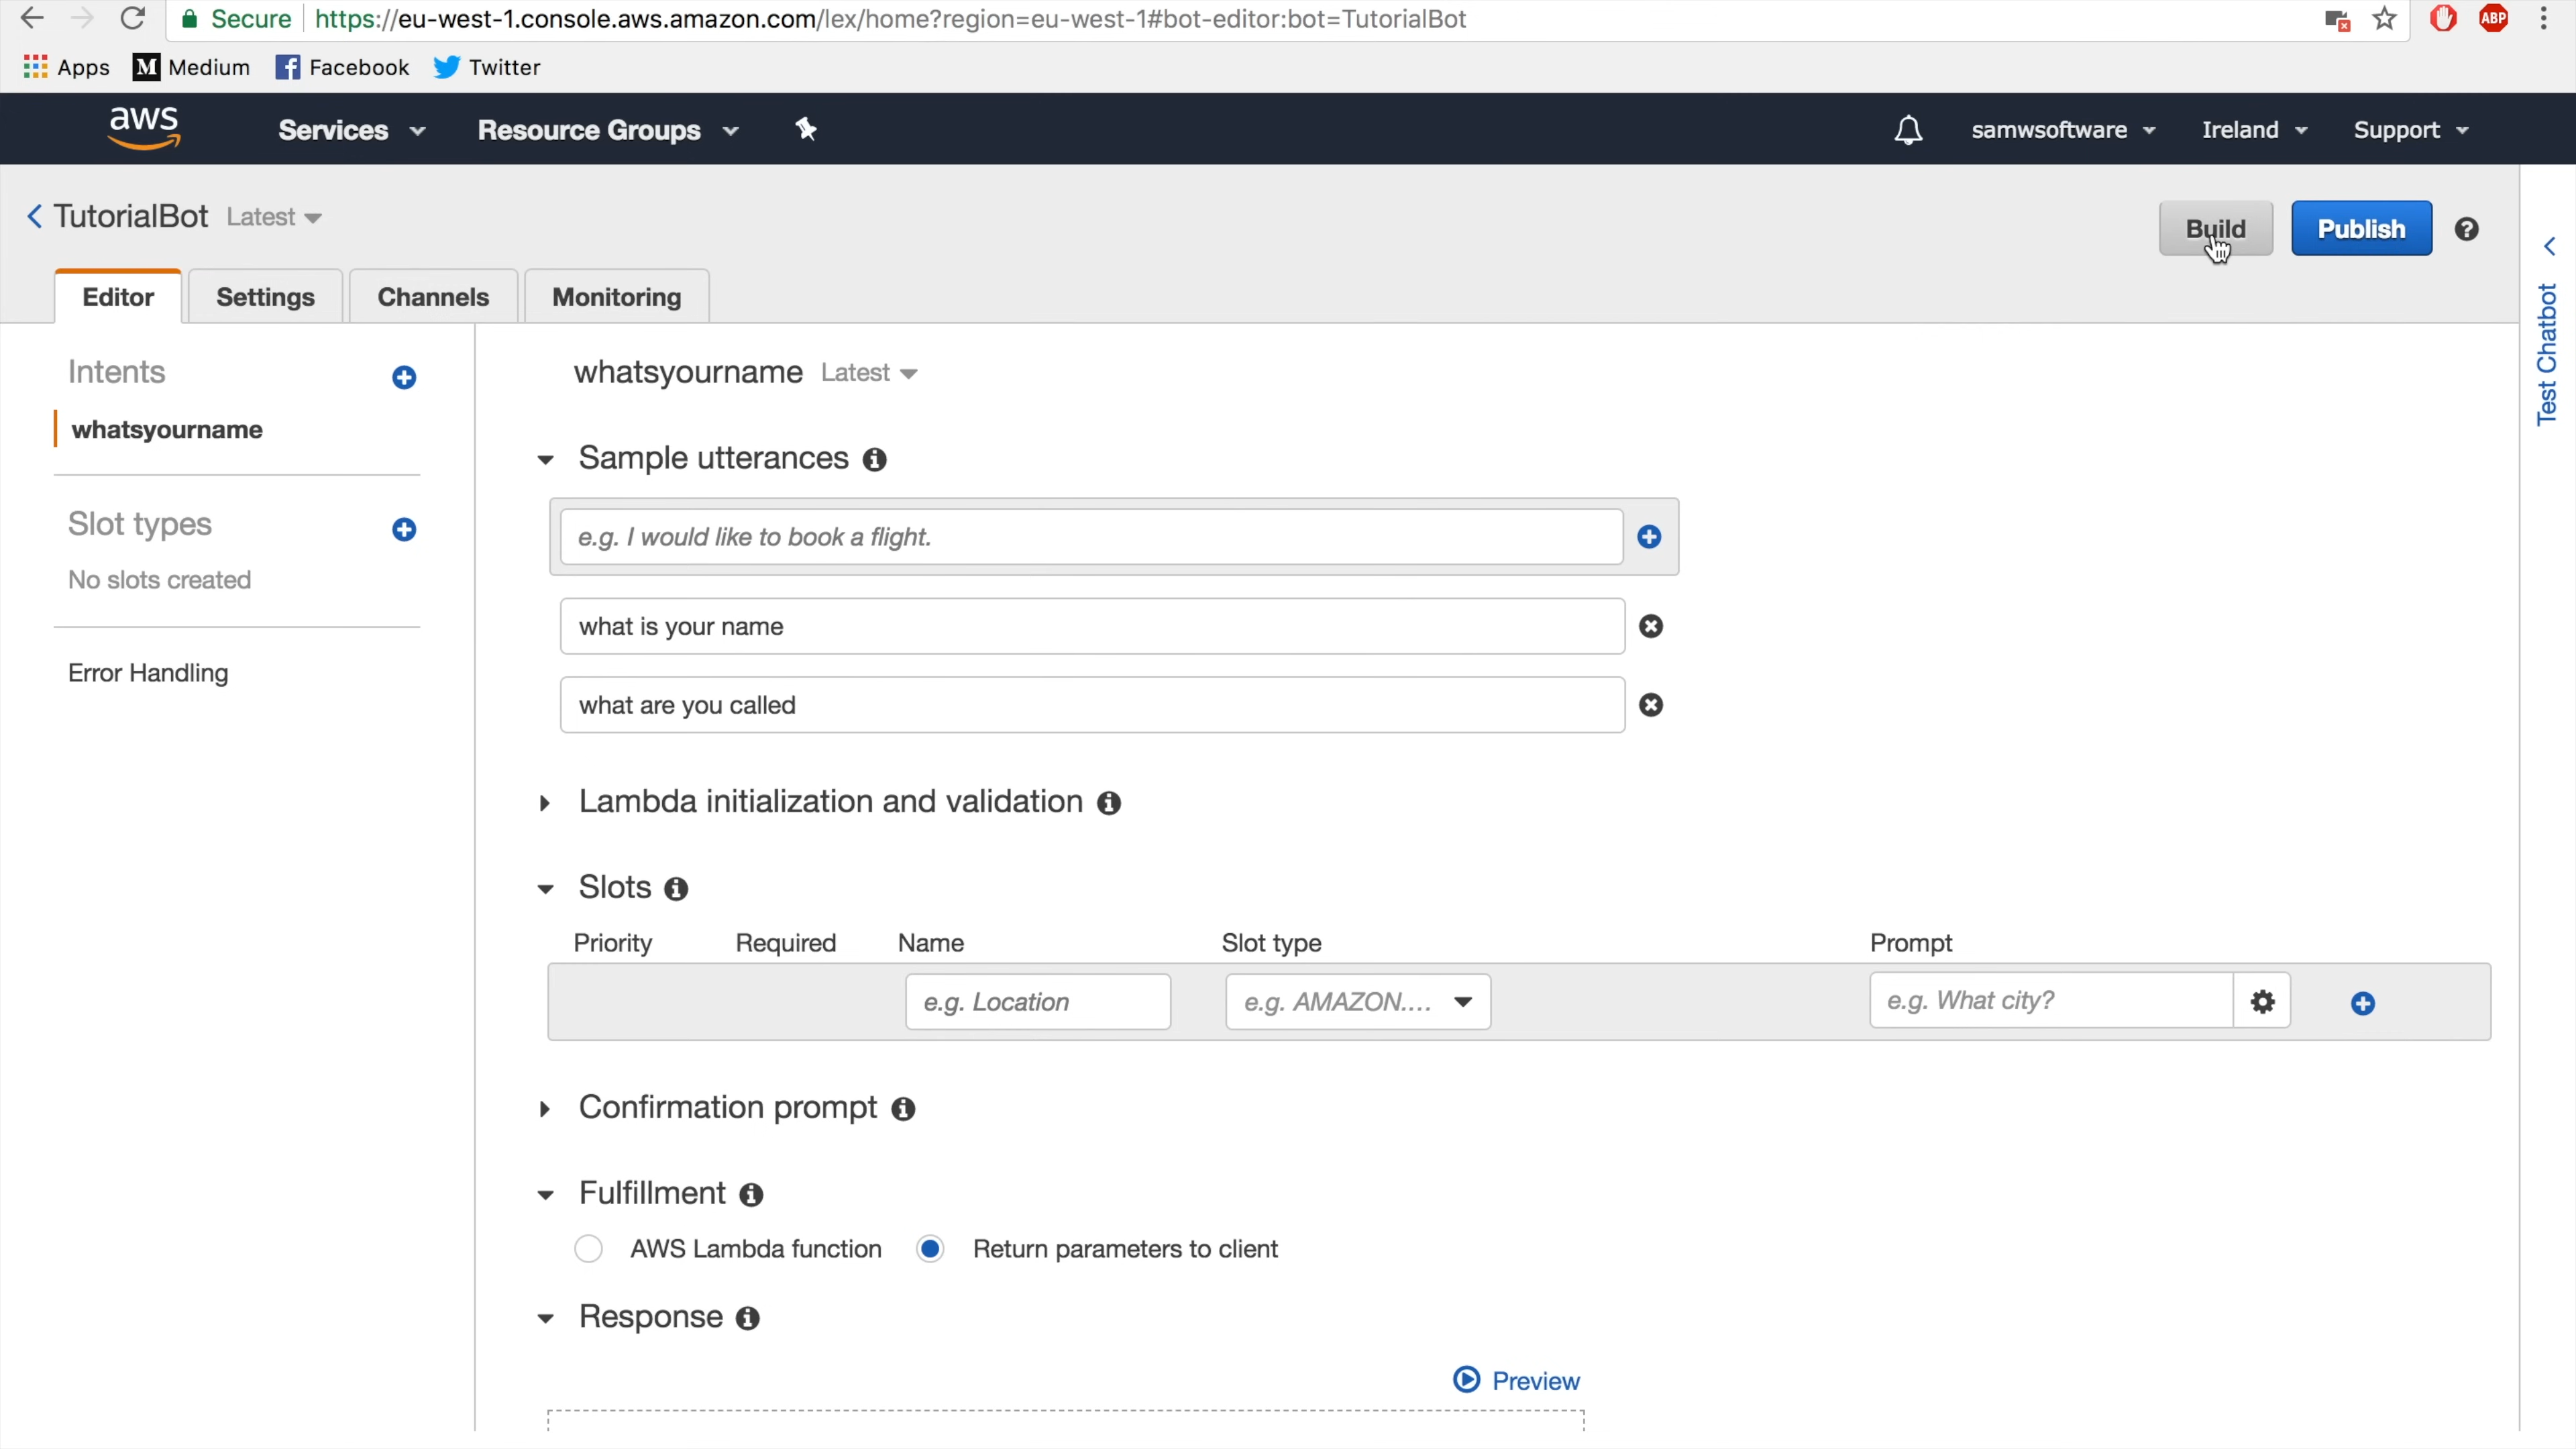 Secure https://eu-west-1.console.aws.amazon.com/lex/home?region=eu-west-1#bot-editor:bot=TutorialBot ABP
Apps M Medium Facebook Twitter
aws Services Resource Groups samwsoftware Ireland Support
TutorialBot Latest Build Publish ?
Editor Settings Channels Monitoring
Test Chatbot
Intents
whatsyourname
Slot types
No slots created
Error Handling
whatsyourname Latest
Sample utterances
e.g. I would like to book a flight.
what is your name
what are you called
Lambda initialization and validation
Slots
Priority Required Name Slot type Prompt
e.g. Location e.g. AMAZON.... e.g. What city?
Confirmation prompt
Fulfillment
AWS Lambda function Return parameters to client
Response
Preview